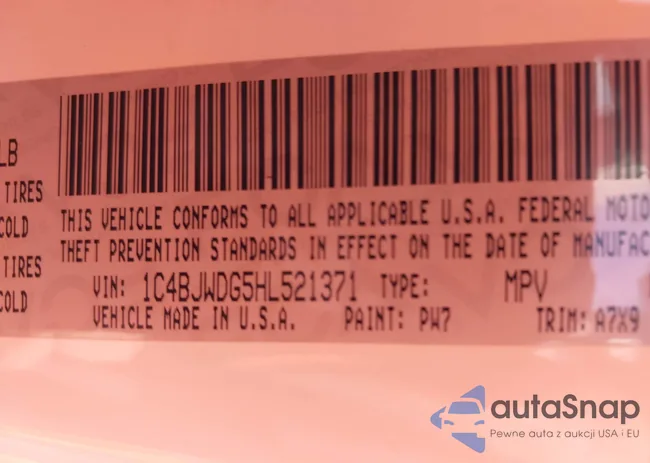 LB
TIRES
COLD
THIS VEHICLE CONFORMS TO ALL APPLICABLE U.S.A. FEDERAL MOTO
THEFT PREVENTION STANDARDS IN EFFECT ON THE DATE OF MANUFAC
TIRES
VIN: 1C4BJWDG5HL521371 TYPE: MPV
COLD
VEHICLE MADE IN U.S.A. PAINT: PW7 TRIM: A7X9
autaSnap
Pewne auta z aukcji USA i EU